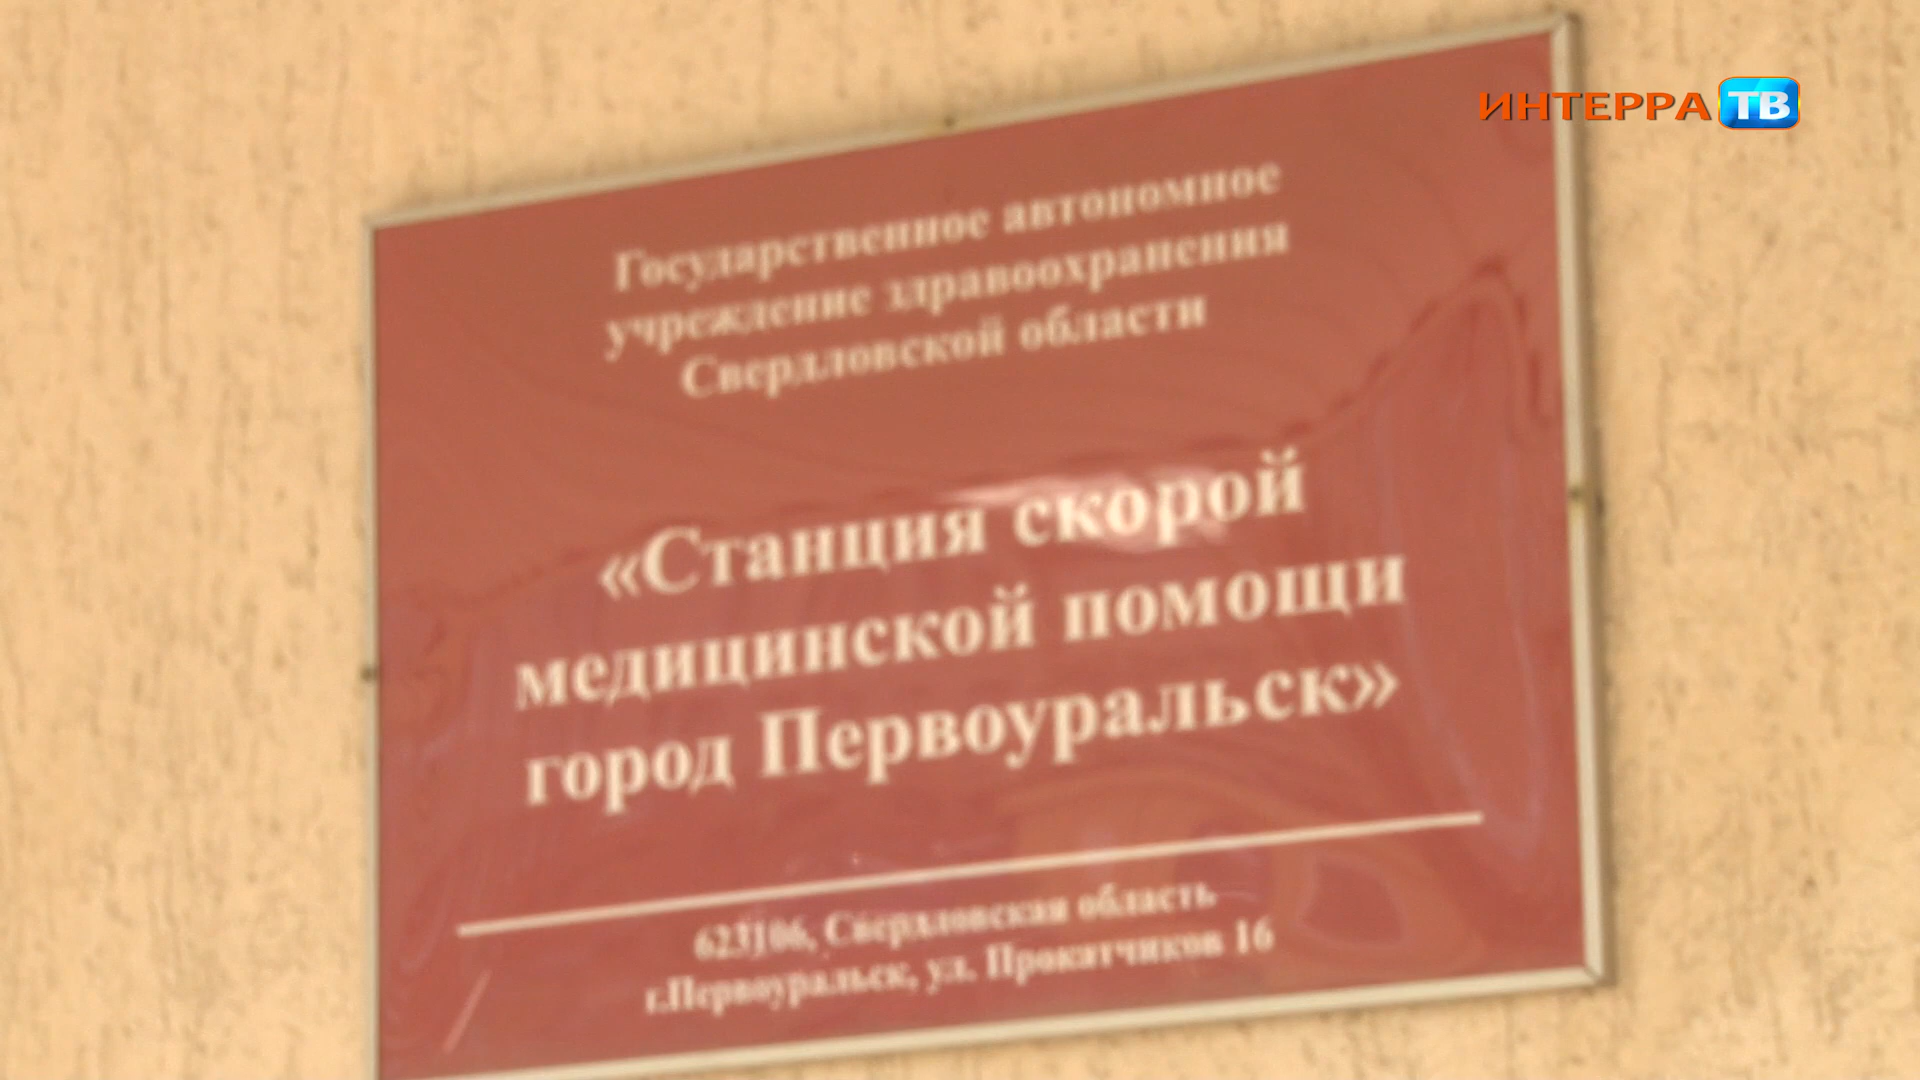 ИНТЕРРА ТВ
Государственное автономное
учреждение здравоохранения
Свердловской области
«Станция скорой
медицинской помощи
город Первоуральск»
623106, Свердловская область
г.Первоуральск, ул. Прокатчиков 16